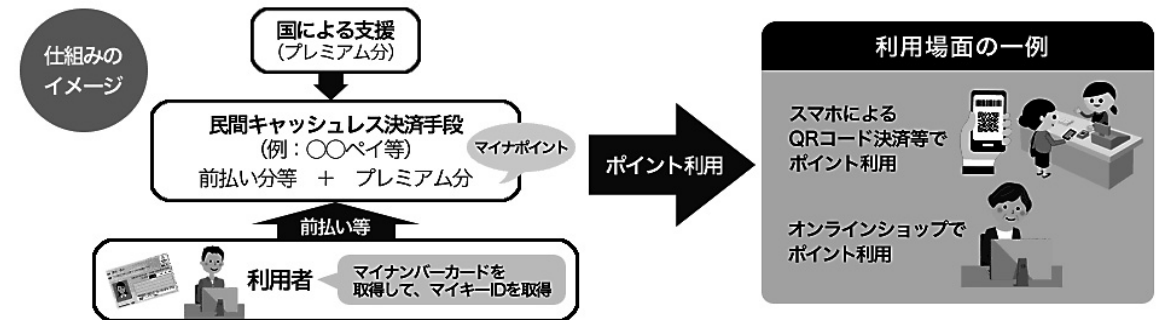 仕組みの
イメージ
国による支援
（プレミアム分）
民間キャッシュレス決済手段
（例：〇〇ペイ等）
前払い分等 ＋ プレミアム分
マイナポイント
前払い等
利用者
マイナンバーカードを
取得して、マイキーIDを取得
ポイント利用
利用場面の一例
スマホによる
QRコード決済等で
ポイント利用
オンラインショップで
ポイント利用